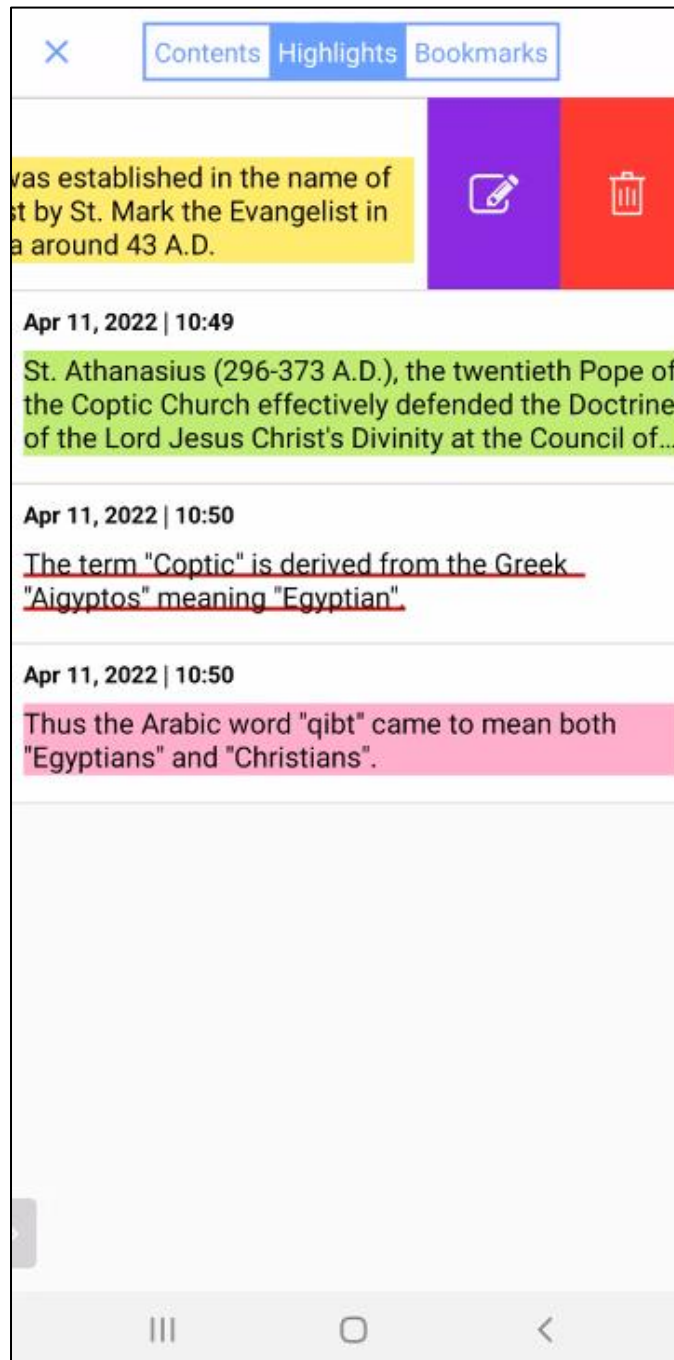 Contents Highlights Bookmarks
was established in the name of
st by St. Mark the Evangelist in
a around 43 A.D.
Apr 11, 2022 | 10:49
St. Athanasius (296-373 A.D.), the twentieth Pope of
the Coptic Church effectively defended the Doctrine
of the Lord Jesus Christ's Divinity at the Council of...
Apr 11, 2022 | 10:50
The term "Coptic" is derived from the Greek
"Aigyptos" meaning "Egyptian".
Apr 11, 2022 | 10:50
Thus the Arabic word "qibt" came to mean both
"Egyptians" and "Christians".